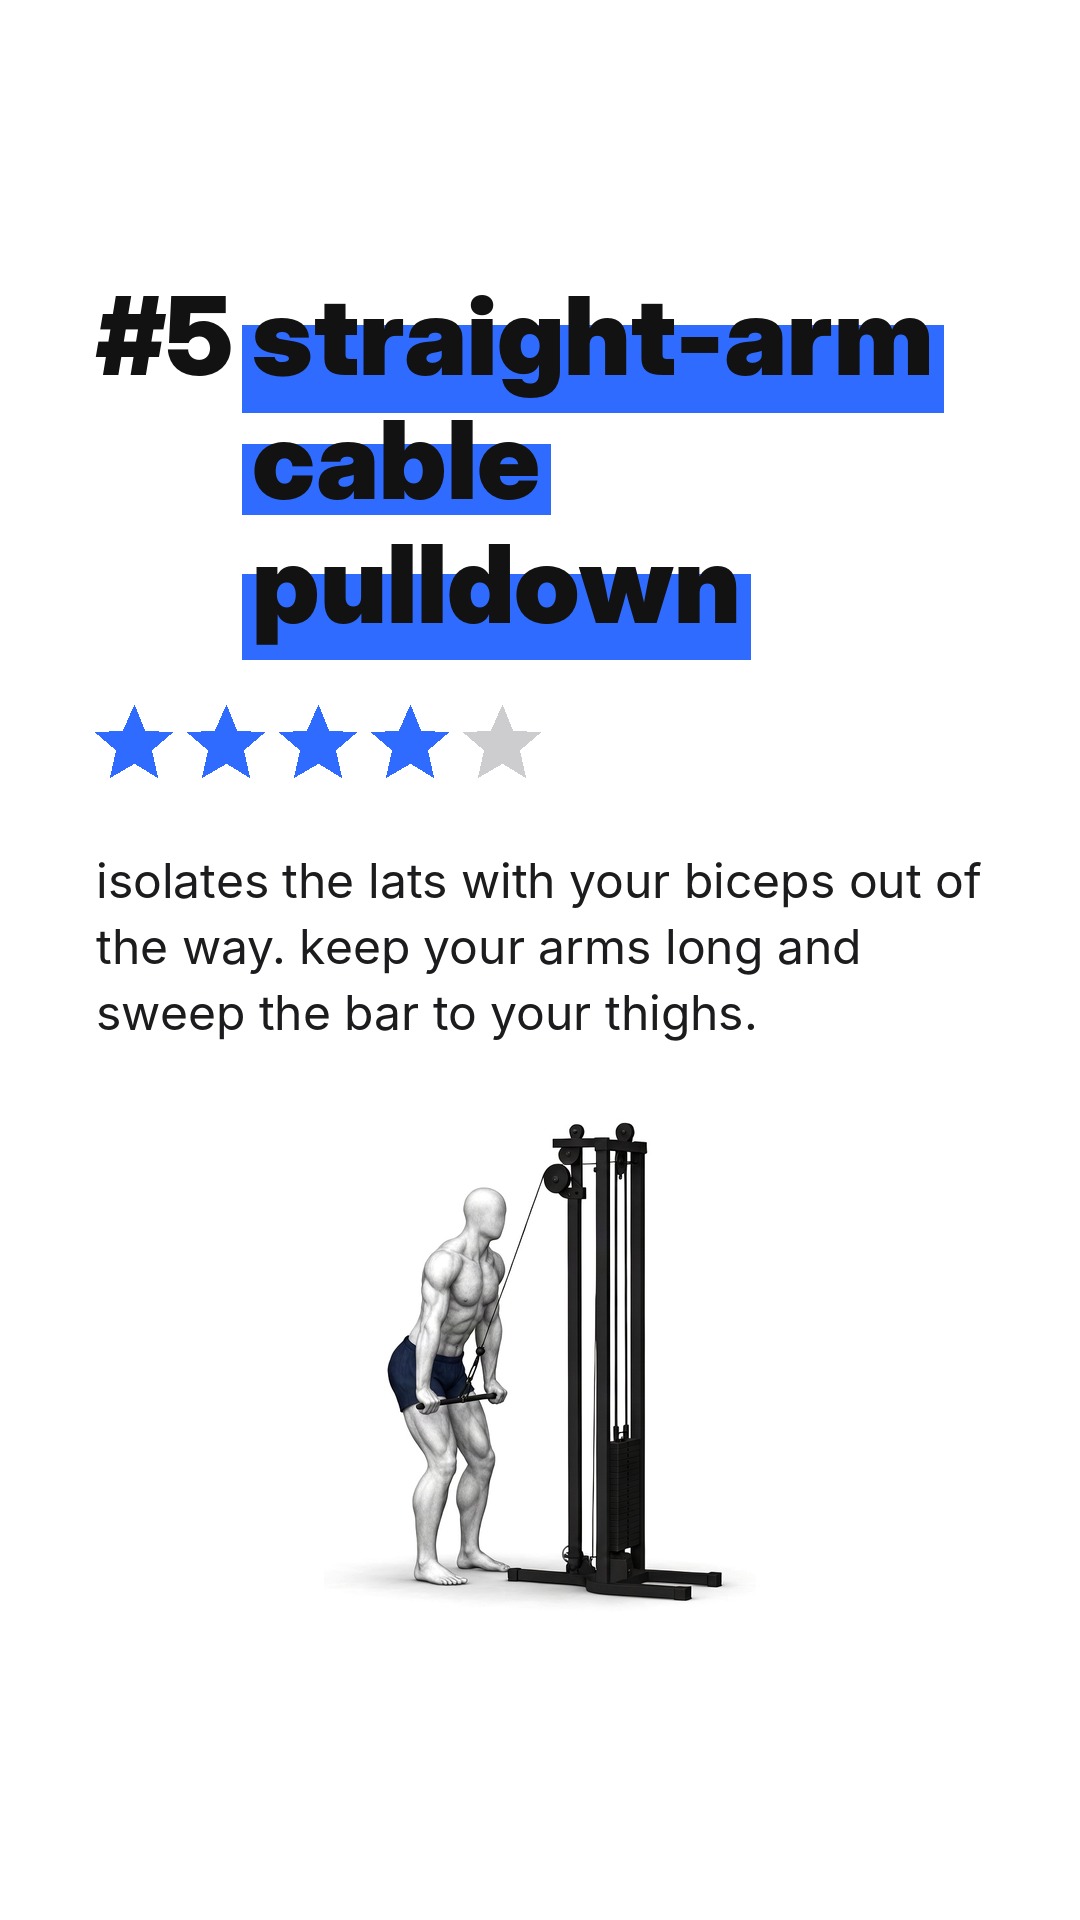 #5 straight-arm
cable
pulldown
isolates the lats with your biceps out of
the way. keep your arms long and
sweep the bar to your thighs.